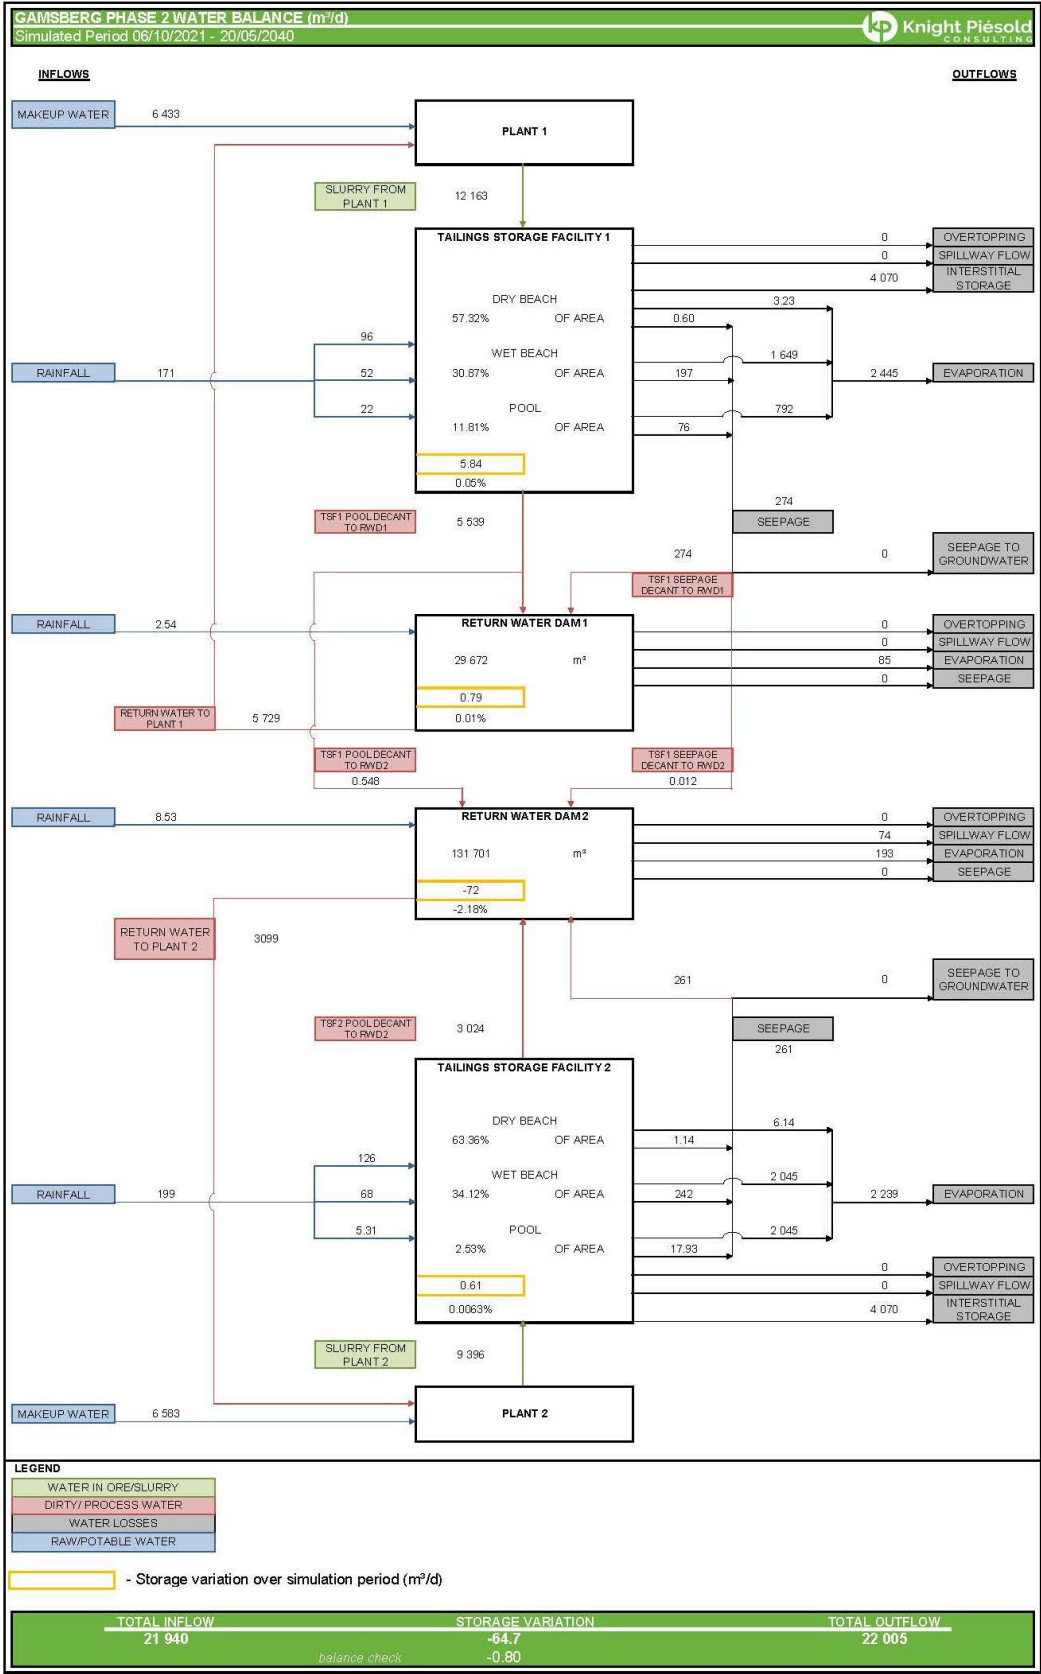 GAMSBERG PHASE 2 WATER BALANCE (m³/d)
Simulated Period 06/10/2021 - 20/05/2040
kp Knight Piésold
CONSULTING
INFLOWS
OUTFLOWS
MAKEUP WATER 6 433
PLANT 1
SLURRY FROM
PLANT 1
12 163
TAILINGS STORAGE FACILITY 1
0 OVERTOPPING
0 SPILLWAY FLOW
4 070 INTERSTITIAL
STORAGE
DRY BEACH
57.32% OF AREA
3.23
0.60
96
WET BEACH
1 649
RAINFALL 171 52
30.87% OF AREA
197
2 445 EVAPORATION
22
POOL
792
11.81% OF AREA
76
5.84
0.05%
274
SEEPAGE
TSF1 POOL DECANT
TO RWD1
5 539
274
TSF1 SEEPAGE
DECANT TO RWD1
0 SEEPAGE TO
GROUNDWATER
RAINFALL 2.54
RETURN WATER DAM 1
29 672 m³
0.79
0.01%
0 OVERTOPPING
0 SPILLWAY FLOW
85 EVAPORATION
0 SEEPAGE
RETURN WATER TO
PLANT 1
5 729
TSF1 POOL DECANT
TO RWD2
0.548
TSF1 SEEPAGE
DECANT TO RWD2
0.012
RAINFALL 8.53
RETURN WATER DAM 2
131 701 m³
-72
-2.18%
0 OVERTOPPING
74 SPILLWAY FLOW
193 EVAPORATION
0 SEEPAGE
RETURN WATER
TO PLANT 2
3099
261
0 SEEPAGE TO
GROUNDWATER
TSF2 POOL DECANT
TO RWD2
3 024
SEEPAGE
261
TAILINGS STORAGE FACILITY 2
DRY BEACH
63.36% OF AREA
6.14
1.14
126
WET BEACH
2 045
RAINFALL 199 68
34.12% OF AREA
242
2 239 EVAPORATION
5.31
POOL
2 045
2.53% OF AREA
17.93
0.61
0.0063%
0 OVERTOPPING
0 SPILLWAY FLOW
4 070 INTERSTITIAL
STORAGE
SLURRY FROM
PLANT 2
9 396
MAKEUP WATER 6 583
PLANT 2
LEGEND
WATER IN ORE/SLURRY
DIRTY/ PROCESS WATER
WATER LOSSES
RAW/POTABLE WATER
- Storage variation over simulation period (m³/d)
TOTAL INFLOW STORAGE VARIATION TOTAL OUTFLOW
21 940 -64.7 22 005
balance check -0.80